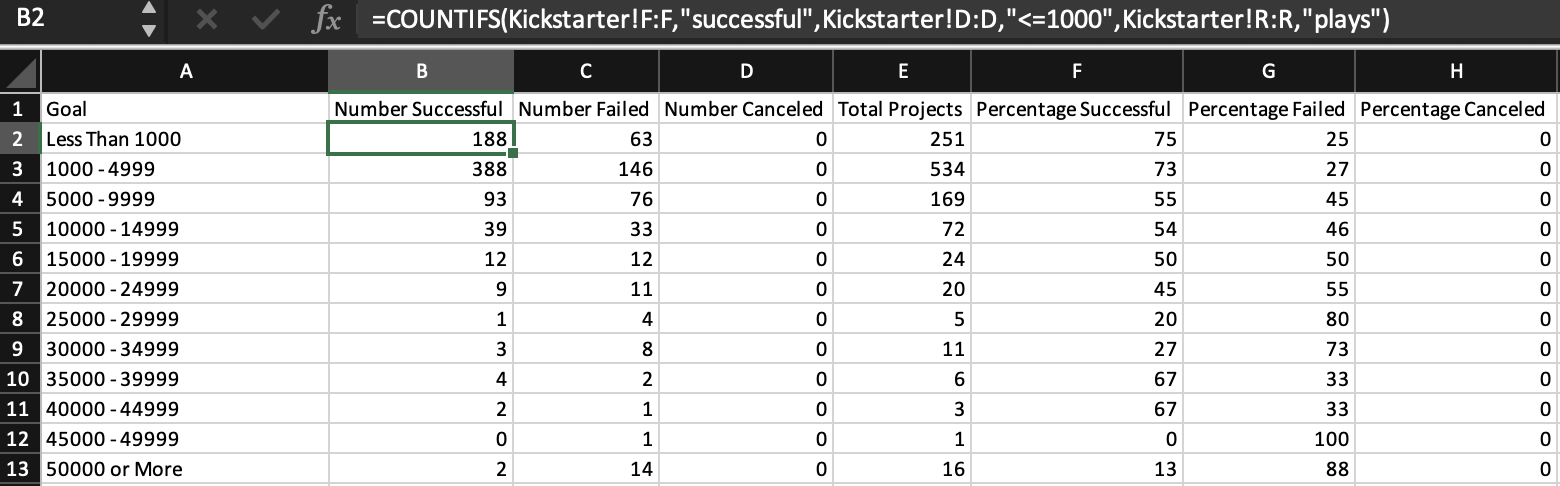 B2 fx =COUNTIFS(Kickstarter!F:F,"successful",Kickstarter!D:D,"<=1000",Kickstarter!R:R,"plays")
A B C D E F G H
1 Goal Number Successful Number Failed Number Canceled Total Projects Percentage Successful Percentage Failed Percentage Canceled
2 Less Than 1000 188 63 0 251 75 25 0
3 1000 - 4999 388 146 0 534 73 27 0
4 5000 - 9999 93 76 0 169 55 45 0
5 10000 - 14999 39 33 0 72 54 46 0
6 15000 - 19999 12 12 0 24 50 50 0
7 20000 - 24999 9 11 0 20 45 55 0
8 25000 - 29999 1 4 0 5 20 80 0
9 30000 - 34999 3 8 0 11 27 73 0
10 35000 - 39999 4 2 0 6 67 33 0
11 40000 - 44999 2 1 0 3 67 33 0
12 45000 - 49999 0 1 0 1 0 100 0
13 50000 or More 2 14 0 16 13 88 0